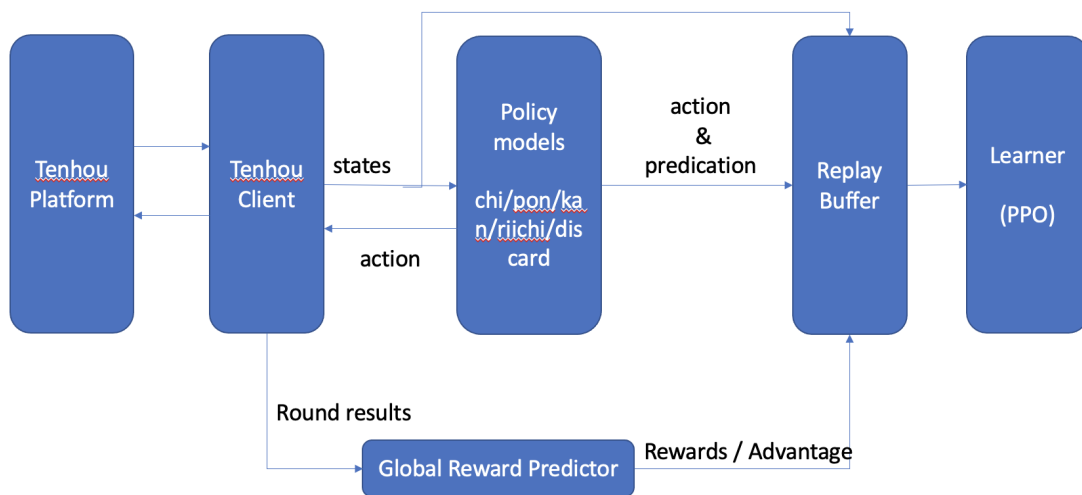 Tenhou
Platform
Tenhou
Client
states
action
Policy
models
chi/pon/ka
n/riichi/dis
card
action
&
predication
Replay
Buffer
Learner
(PPO)
Round results
Global Reward Predictor
Rewards / Advantage